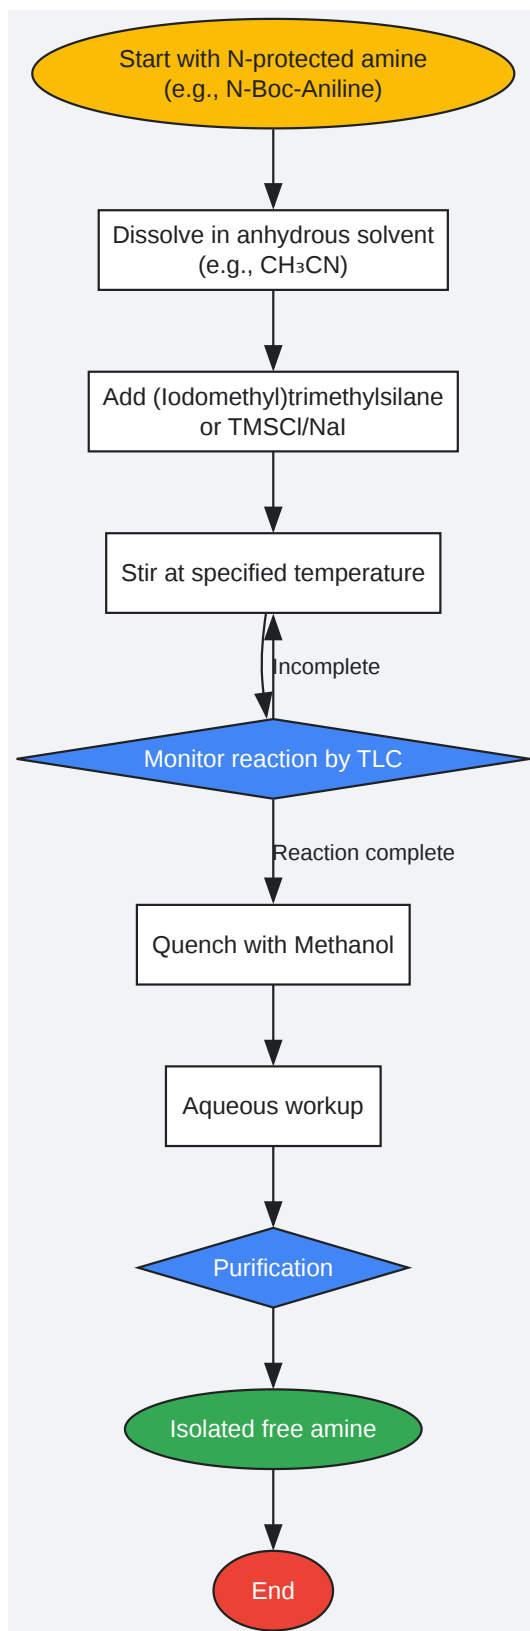 Start with N-protected amine
(e.g., N-Boc-Aniline)
Dissolve in anhydrous solvent
(e.g., CH₃CN)
Add (Iodomethyl)trimethylsilane
or TMSCl/NaI
Stir at specified temperature
Incomplete
Monitor reaction by TLC
Reaction complete
Quench with Methanol
Aqueous workup
Purification
Isolated free amine
End